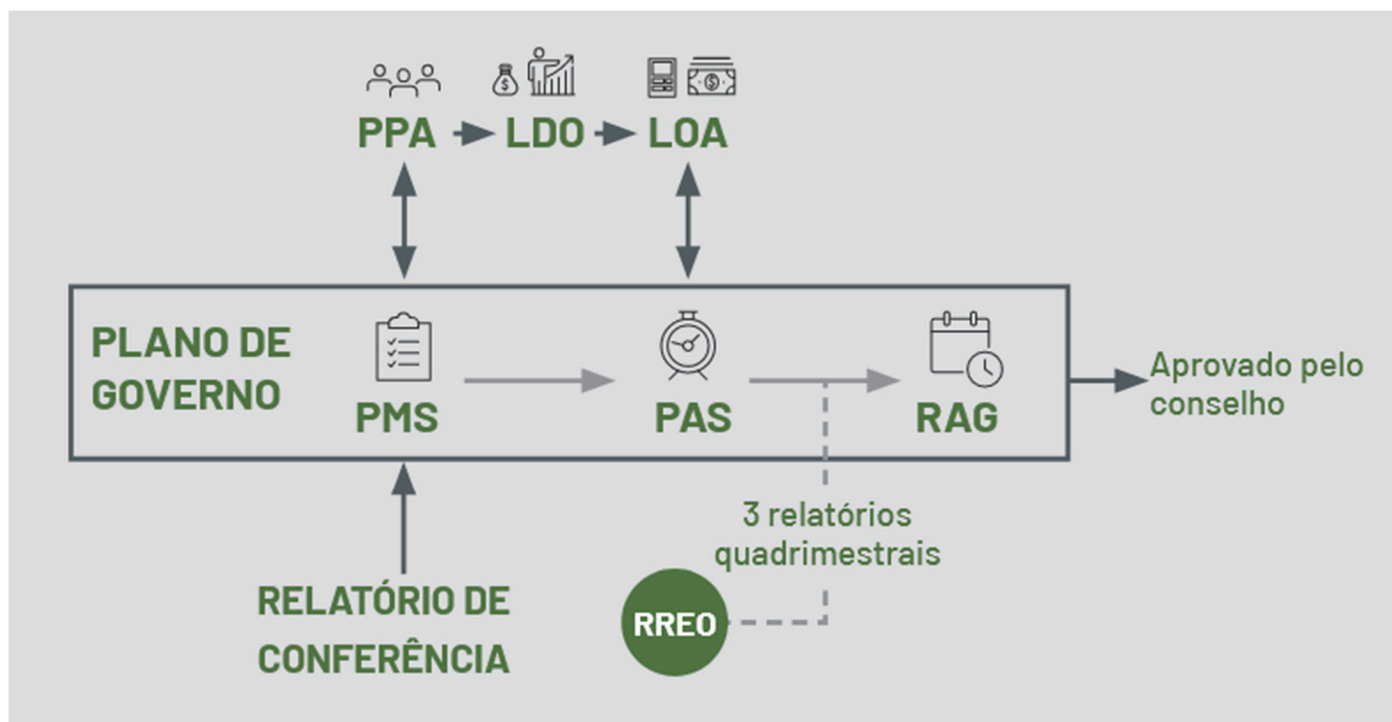 PPA
LDO
LOA
PLANO DE
GOVERNO
PMS
PAS
RAG
Aprovado pelo
conselho
3 relatórios
quadrimestrais
RELATÓRIO DE
CONFERÊNCIA
RREO